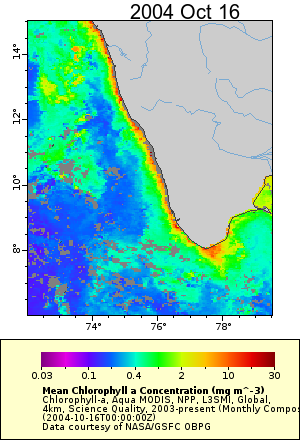 2004 Oct 16
14°
12°
10°
8°
74°
76°
78°
0.03
0.1
0.4
1
3
10
30
Mean Chlorophyll a Concentration (mg m^-3)
Chlorophyll-a, Aqua MODIS, NPP, L3SMI, Global,
4km, Science Quality, 2003-present (Monthly Compos
(2004-10-16T00:00:00Z)
Data courtesy of NASA/GSFC OBPG